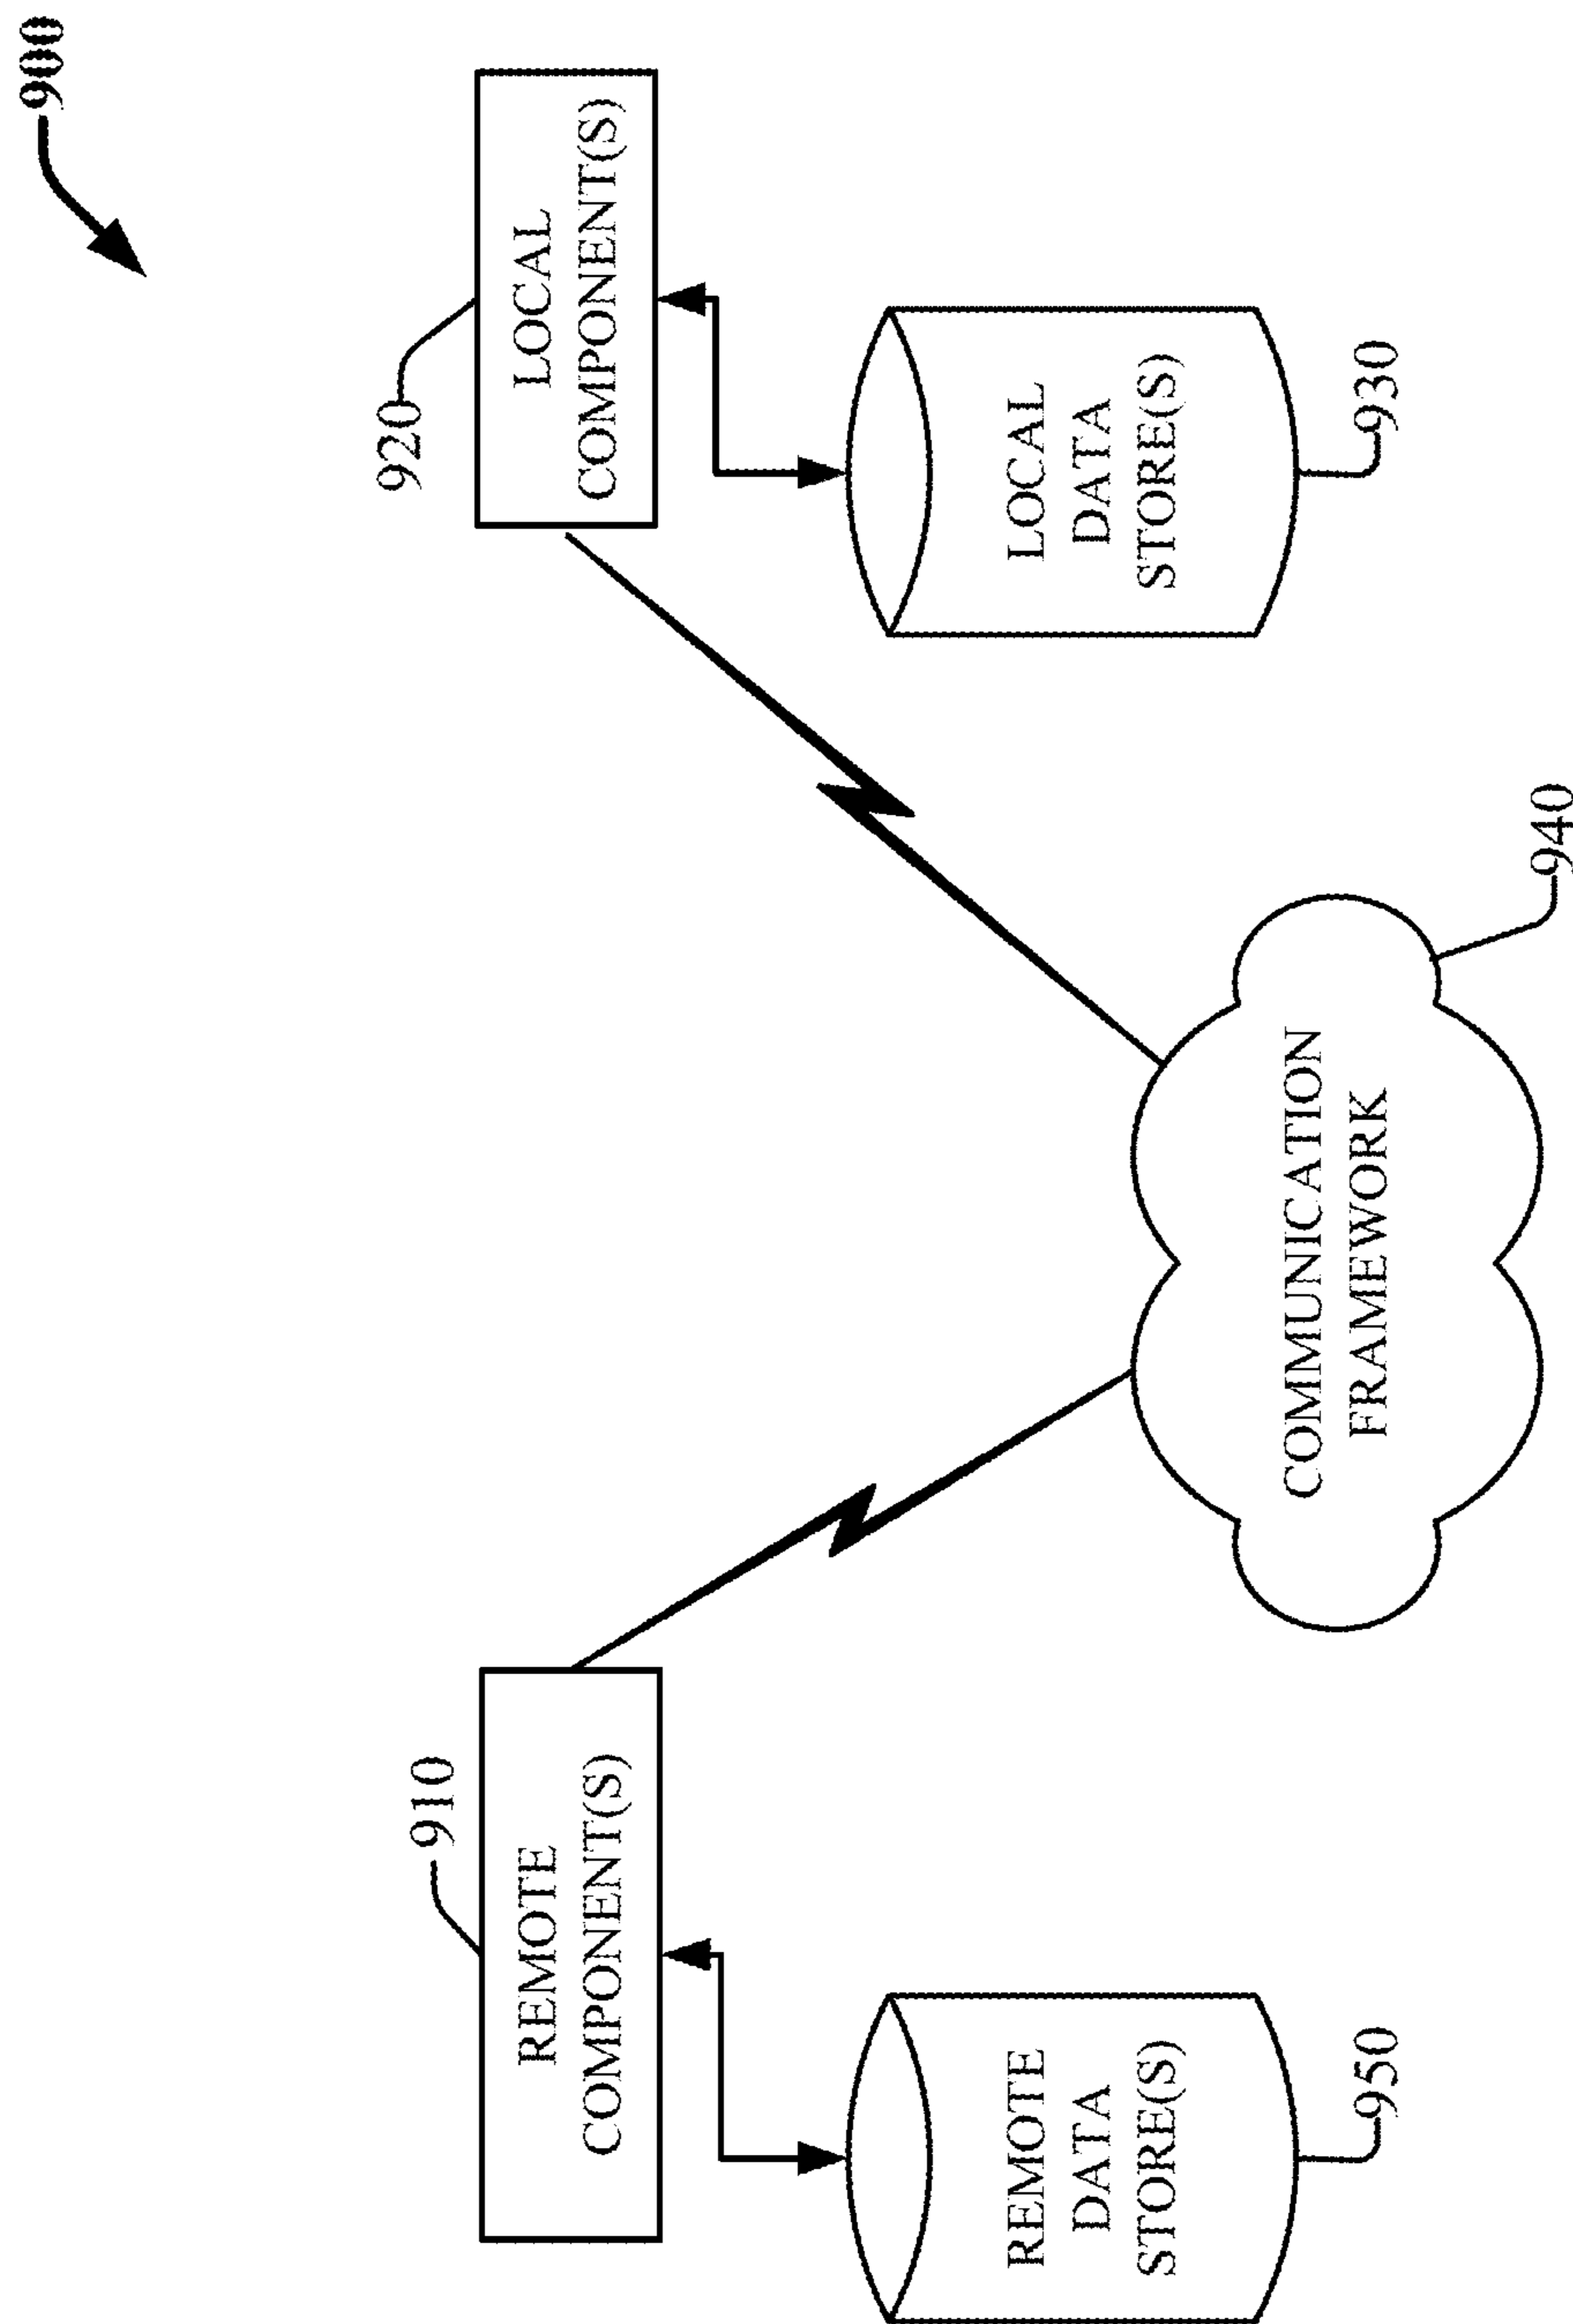 900
910
REMOTE
COMPONENT(S)
920
LOCAL
COMPONENT(S)
REMOTE
DATA
STORE(S)
950
LOCAL
DATA
STORE(S)
930
COMMUNICATION
FRAMEWORK
940